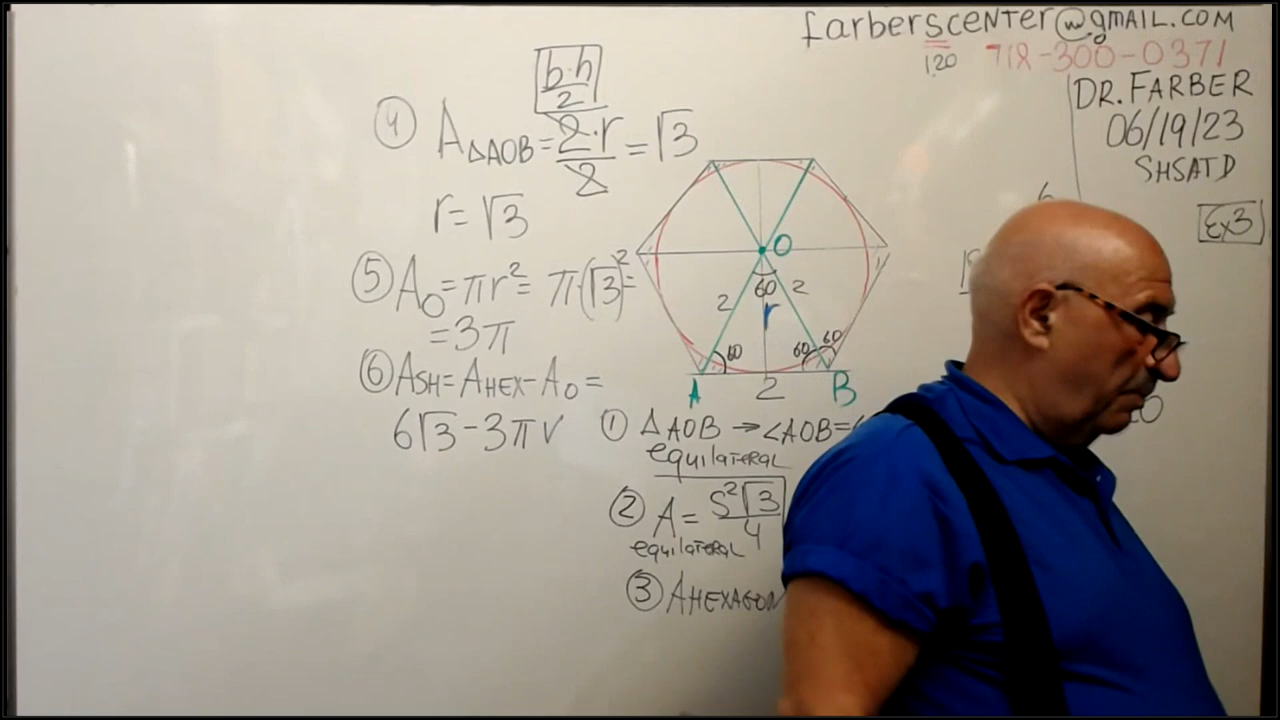 farberscenter@gmail.com
120 718-300-0371
DR. FARBER
06/19/23
SHSATD
Ex3
④ A△AOB = b·h/2 2·r/2 = √3
r = √3
⑤ A○ = πr² = π·(√3)² =
= 3π
⑥ ASH = AHEX - A○ =
6√3 - 3π √
O
60
2 2
r
60 60 60
A 2 B
① △AOB → ∠AOB=
equilateral
② A = S²√3/4
equilateral
③ AHEXAGON